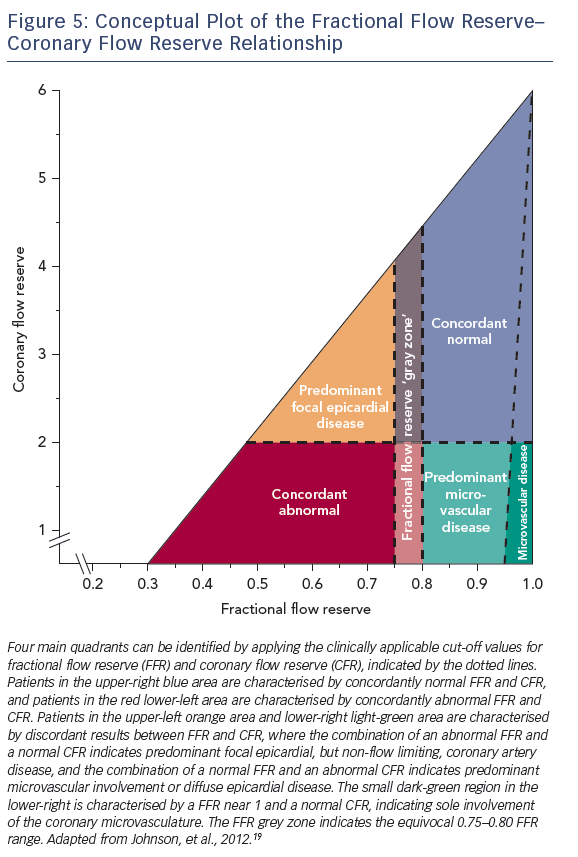 Figure 5: Conceptual Plot of the Fractional Flow Reserve–
Coronary Flow Reserve Relationship
6
5
4
3
2
1
Coronary flow reserve
Predominant
focal epicardial
disease
Fractional flow reserve ‘gray zone’
Concordant
normal
Concordant
abnormal
Predominant
micro-
vascular
disease
Microvascular disease
0.2
0.3
0.4
0.5
0.6
0.7
0.8
0.9
1.0
Fractional flow reserve
Four main quadrants can be identified by applying the clinically applicable cut-off values for
fractional flow reserve (FFR) and coronary flow reserve (CFR), indicated by the dotted lines.
Patients in the upper-right blue area are characterised by concordantly normal FFR and CFR,
and patients in the red lower-left area are characterised by concordantly abnormal FFR and
CFR. Patients in the upper-left orange area and lower-right light-green area are characterised
by discordant results between FFR and CFR, where the combination of an abnormal FFR and
a normal CFR indicates predominant focal epicardial, but non-flow limiting, coronary artery
disease, and the combination of a normal FFR and an abnormal CFR indicates predominant
microvascular involvement or diffuse epicardial disease. The small dark-green region in the
lower-right is characterised by a FFR near 1 and a normal CFR, indicating sole involvement
of the coronary microvasculature. The FFR grey zone indicates the equivocal 0.75–0.80 FFR
range. Adapted from Johnson, et al., 2012.19